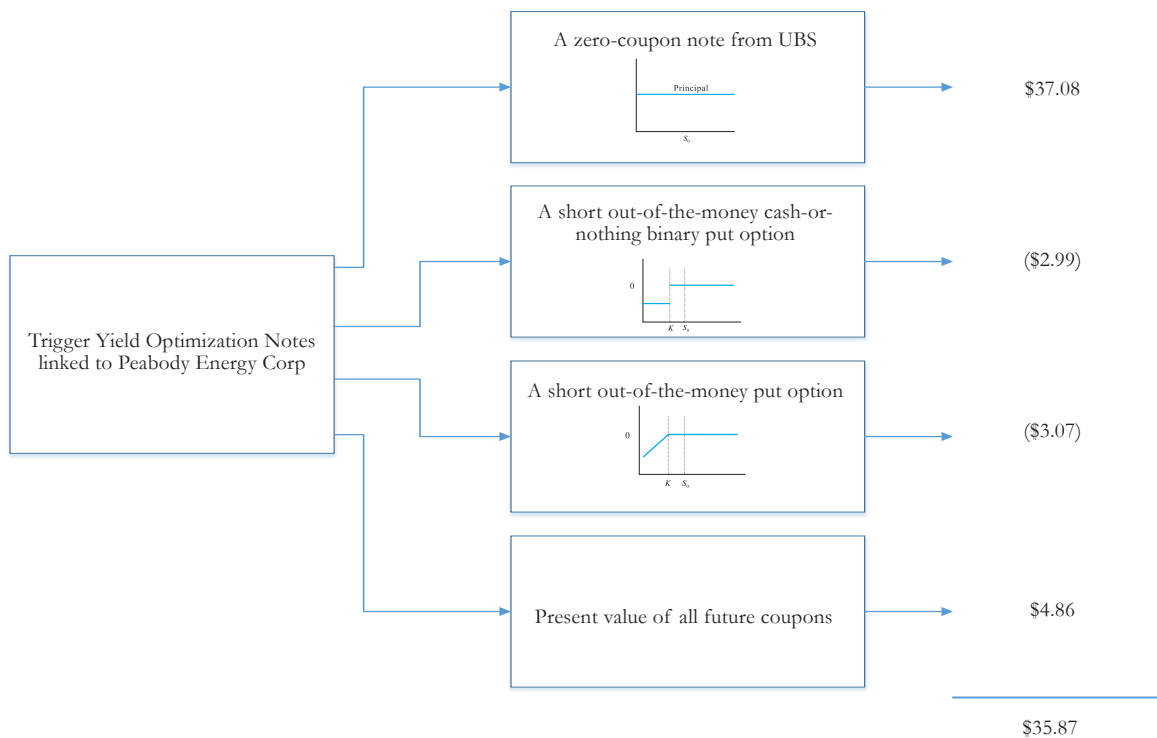 A zero-coupon note from UBS
Principal
S₀
$37.08
A short out-of-the-money cash-or-
nothing binary put option
0
K S₀
($2.99)
Trigger Yield Optimization Notes
linked to Peabody Energy Corp
A short out-of-the-money put option
0
K S₀
($3.07)
Present value of all future coupons
$4.86
$35.87